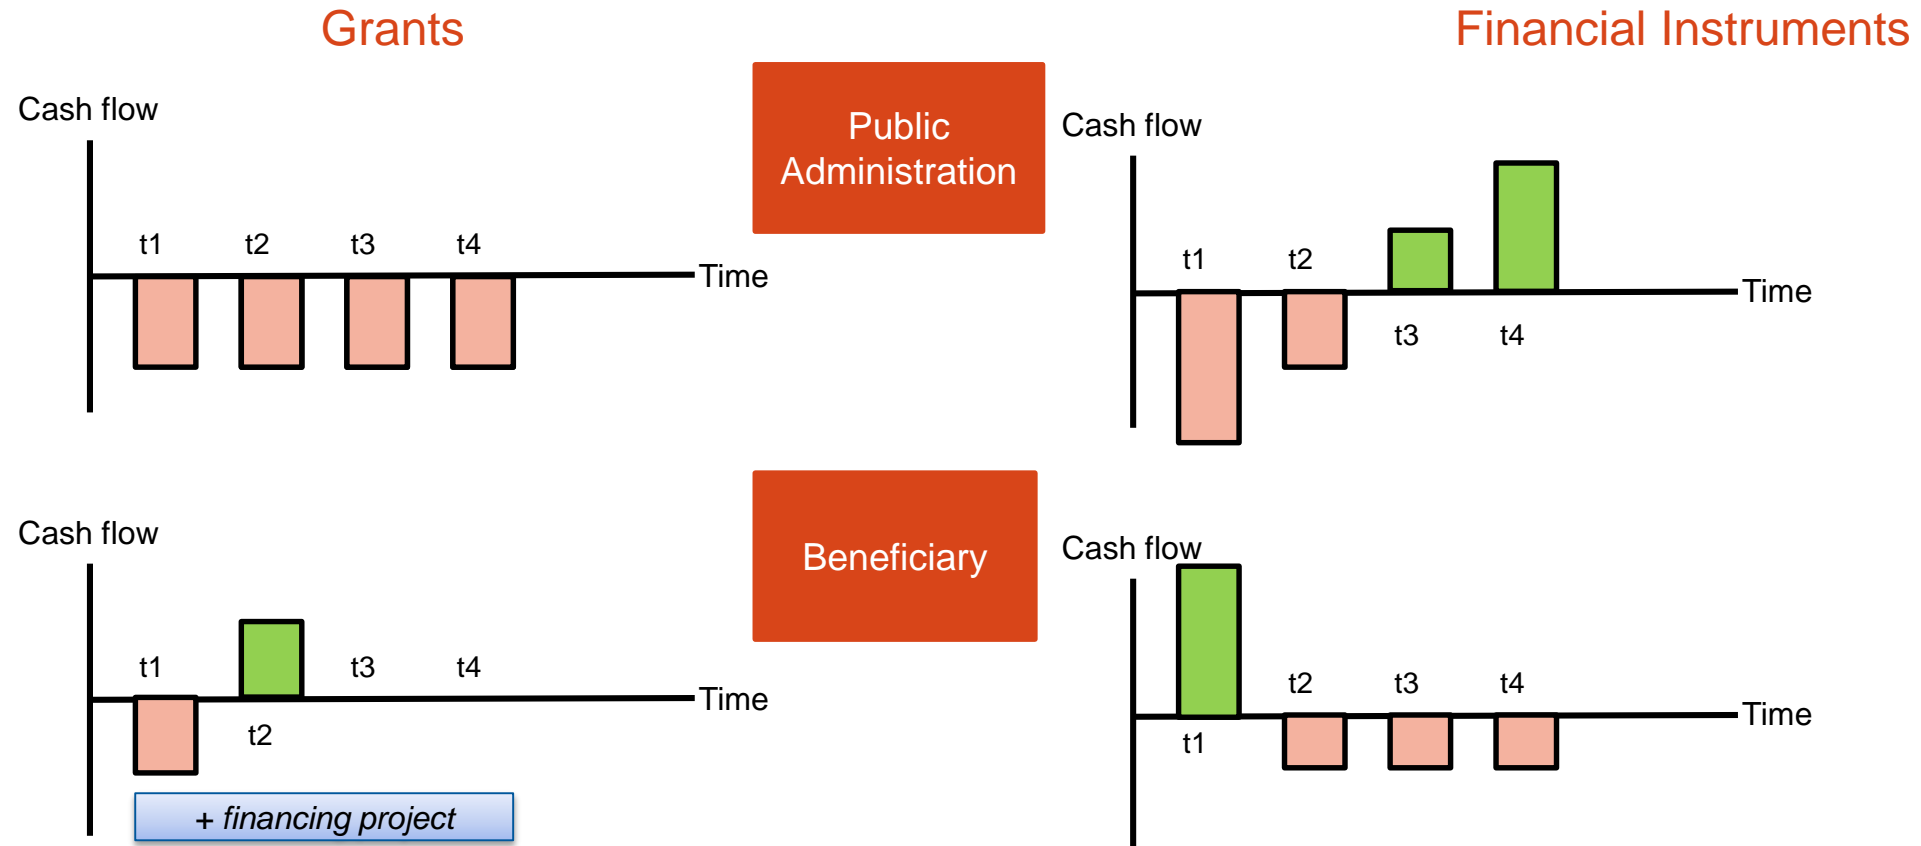 Grants
Financial Instruments
Public
Administration
Cash flow
t1 t2 t3 t4
Time
Cash flow
t1 t2
Time
t3 t4
Beneficiary
Cash flow
t1 t3 t4
Time
t2
+ financing project
Cash flow
t2 t3 t4
Time
t1